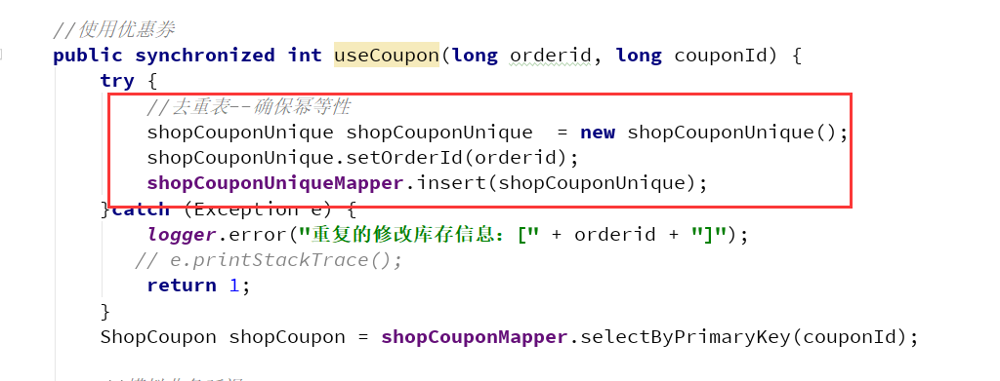 //使用优惠券
public synchronized int useCoupon(long orderid, long couponId) {
try {
//去重表--确保幂等性
shopCouponUnique shopCouponUnique  = new shopCouponUnique();
shopCouponUnique.setOrderId(orderid);
shopCouponUniqueMapper.insert(shopCouponUnique);
}catch (Exception e) {
logger.error("重复的修改库存信息：[" + orderid + "]");
// e.printStackTrace();
return 1;
}
ShopCoupon shopCoupon = shopCouponMapper.selectByPrimaryKey(couponId);